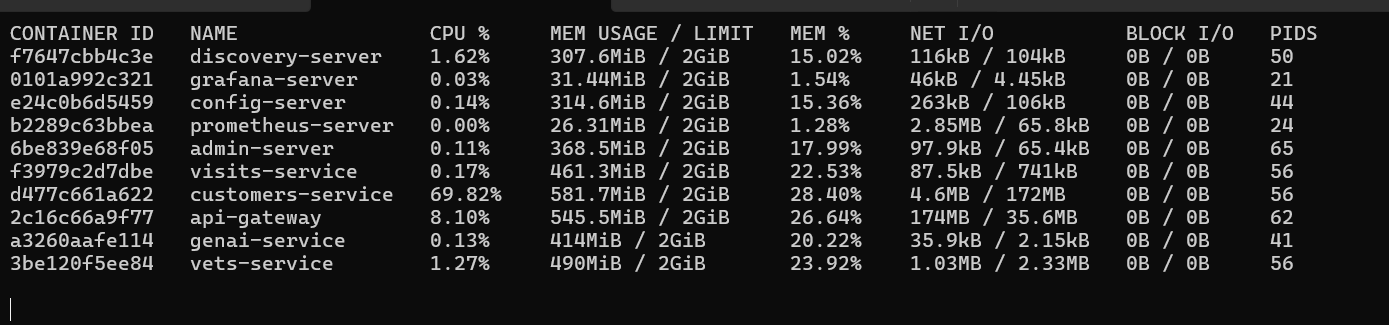 CONTAINER ID   NAME                CPU %     MEM USAGE / LIMIT   MEM %     NET I/O           BLOCK I/O   PIDS
f7647cbb4c3e   discovery-server    1.62%     307.6MiB / 2GiB     15.02%    116kB / 104kB     0B / 0B     50
0101a992c321   grafana-server      0.03%     31.44MiB / 2GiB     1.54%     46kB / 4.45kB     0B / 0B     21
e24c0b6d5459   config-server       0.14%     314.6MiB / 2GiB     15.36%    263kB / 106kB     0B / 0B     44
b2289c63bbea   prometheus-server   0.00%     26.31MiB / 2GiB     1.28%     2.85MB / 65.8kB   0B / 0B     24
6be839e68f05   admin-server        0.11%     368.5MiB / 2GiB     17.99%    97.9kB / 65.4kB   0B / 0B     65
f3979c2d7dbe   visits-service      0.17%     461.3MiB / 2GiB     22.53%    87.5kB / 741kB    0B / 0B     56
d477c661a622   customers-service   69.82%    581.7MiB / 2GiB     28.40%    4.6MB / 172MB     0B / 0B     56
2c16c66a9f77   api-gateway         8.10%     545.5MiB / 2GiB     26.64%    174MB / 35.6MB    0B / 0B     62
a3260aafe114   genai-service       0.13%     414MiB / 2GiB       20.22%    35.9kB / 2.15kB   0B / 0B     41
3be120f5ee84   vets-service        1.27%     490MiB / 2GiB       23.92%    1.03MB / 2.33MB   0B / 0B     56